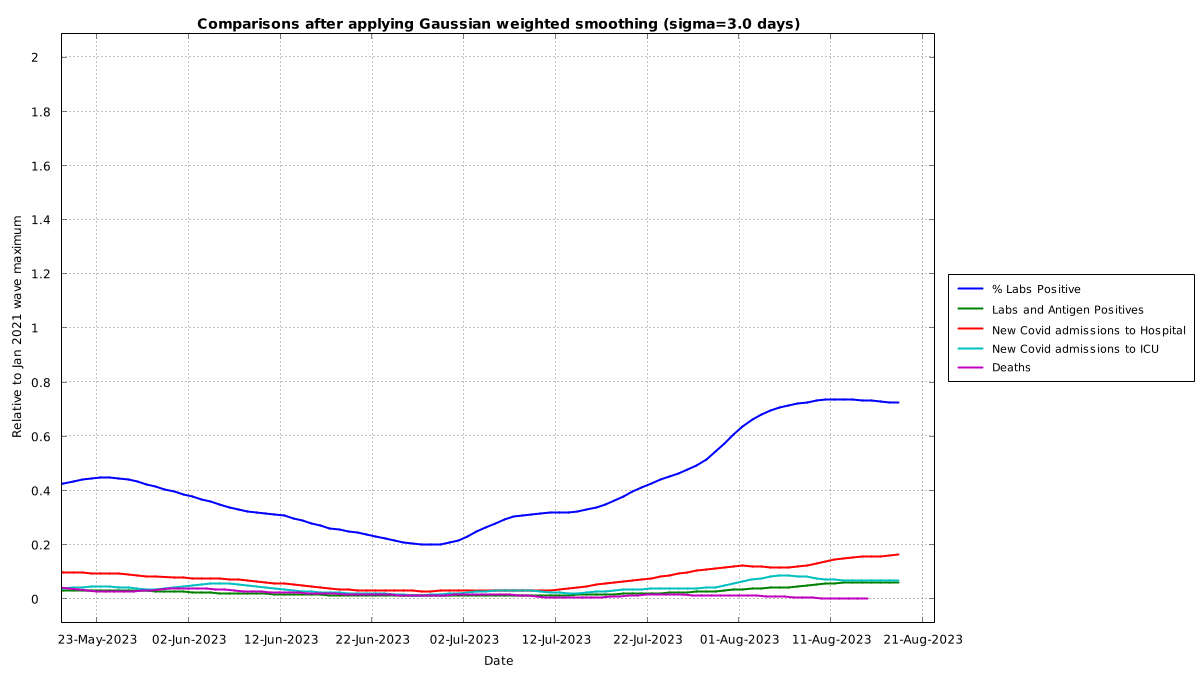 Comparisons after applying Gaussian weighted smoothing (sigma=3.0 days)
Relative to Jan 2021 wave maximum
2
1.8
1.6
1.4
1.2
1
0.8
0.6
0.4
0.2
0
23-May-2023 02-Jun-2023 12-Jun-2023 22-Jun-2023 02-Jul-2023 12-Jul-2023 22-Jul-2023 01-Aug-2023 11-Aug-2023 21-Aug-2023
Date
% Labs Positive
Labs and Antigen Positives
New Covid admissions to Hospital
New Covid admissions to ICU
Deaths